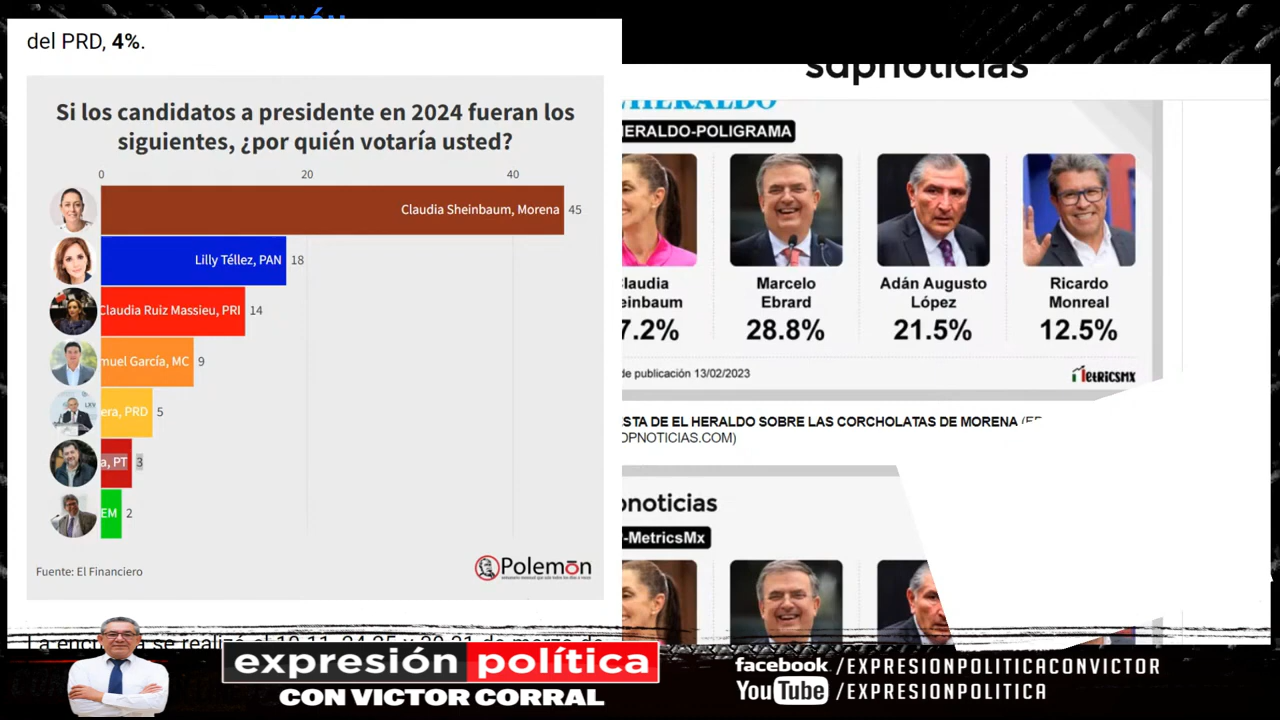 del PRD, 4%.
Si los candidatos a presidente en 2024 fueran los
siguientes, ¿por quién votaría usted?
0 20 40
Claudia Sheinbaum, Morena 45
Lilly Téllez, PAN 18
Claudia Ruiz Massieu, PRI 14
muel García, MC 9
era, PRD 5
a, PT 3
EM 2
Fuente: El Financiero
Polemón
sdpnoticias
HERALDO
HERALDO-POLIGRAMA
laudia
einbaum
7.2%
Marcelo
Ebrard
28.8%
Adán Augusto
López
21.5%
Ricardo
Monreal
12.5%
de publicación 13/02/2023
MetricsMx
ESTA DE EL HERALDO SOBRE LAS CORCHOLATAS DE MORENA
DPNOTICIAS.COM)
onoticias
-MetricsMx
expresión política
CON VICTOR CORRAL
facebook /EXPRESIONPOLITICACONVICTOR
YouTube /EXPRESIONPOLITICA